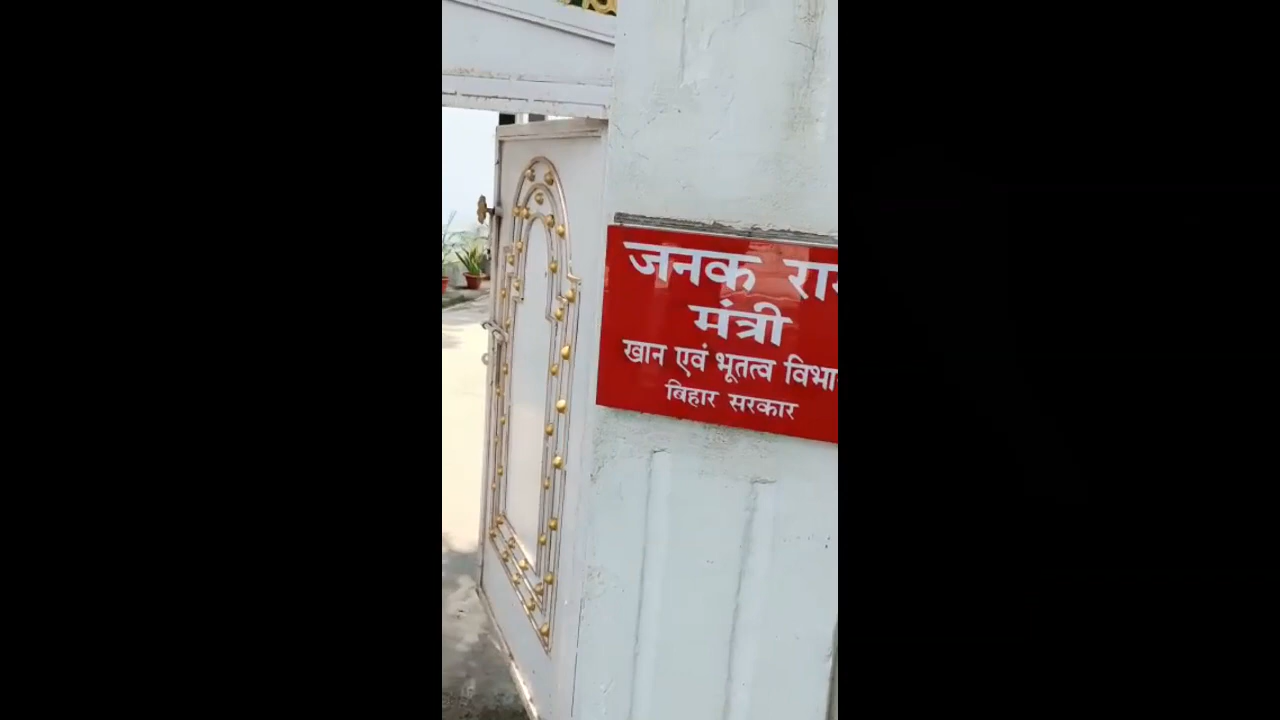 जनक राम
मंत्री
खान एवं भूतत्व विभाग
बिहार सरकार